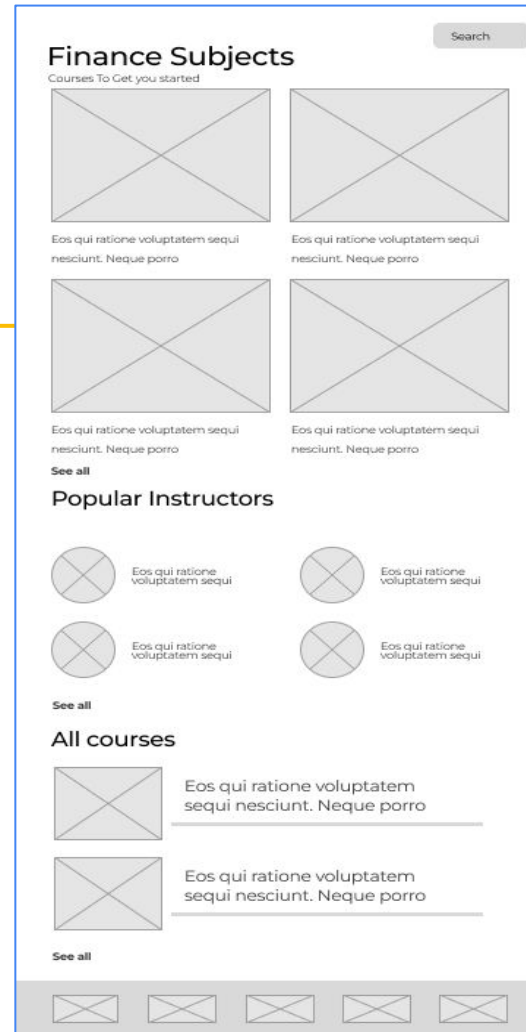 Search
Finance Subjects
Courses To Get you started
Eos qui ratione voluptatem sequi
nesciunt. Neque porro
Eos qui ratione voluptatem sequi
nesciunt. Neque porro
Eos qui ratione voluptatem sequi
nesciunt. Neque porro
Eos qui ratione voluptatem sequi
nesciunt. Neque porro
See all
Popular Instructors
Eos qui ratione
voluptatem sequi
Eos qui ratione
voluptatem sequi
Eos qui ratione
voluptatem sequi
Eos qui ratione
voluptatem sequi
See all
All courses
Eos qui ratione voluptatem
sequi nesciunt. Neque porro
Eos qui ratione voluptatem
sequi nesciunt. Neque porro
See all